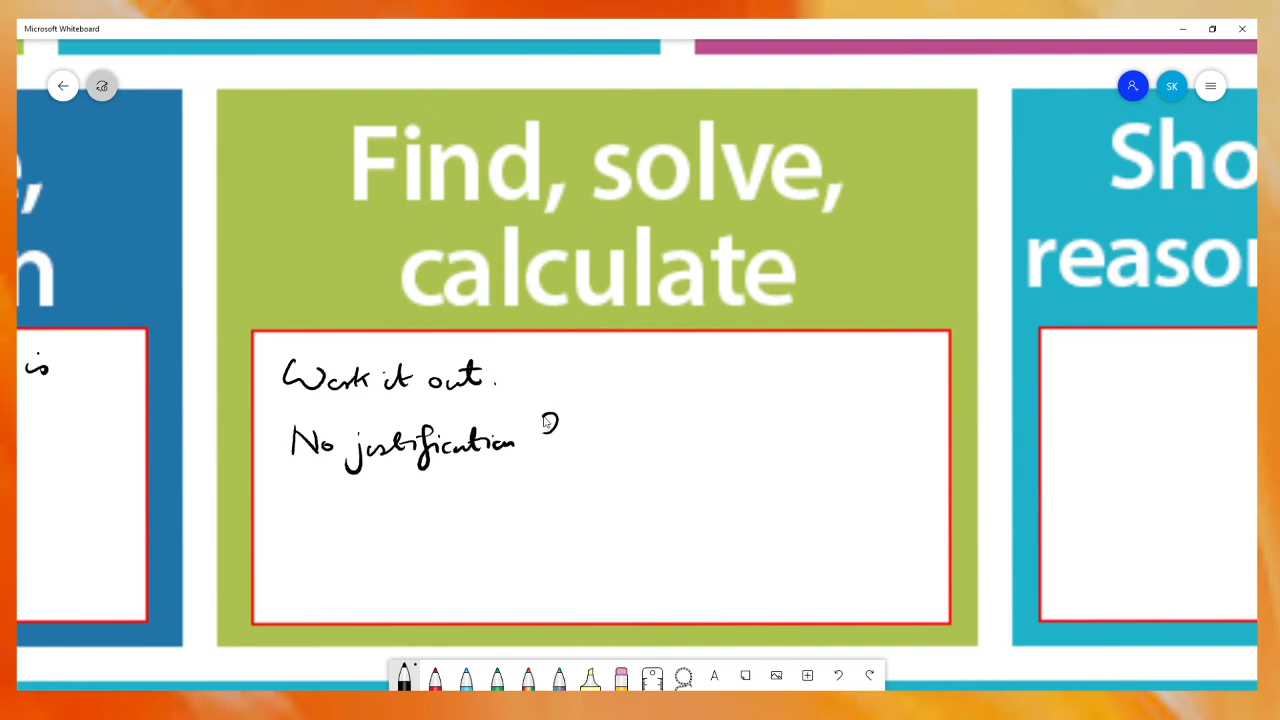 Microsoft Whiteboard
SK
Find, solve,
calculate
Sho
reason
e,
n
is
Work it out.
No justification
A